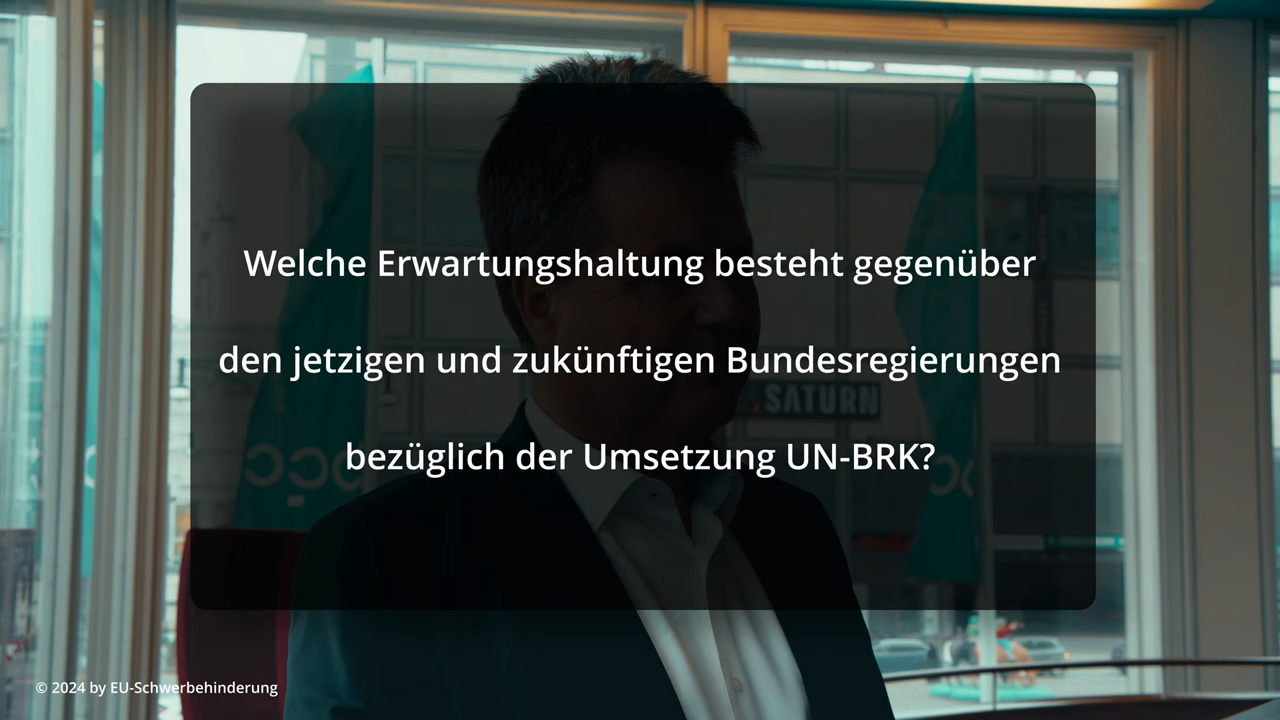 Welche Erwartungshaltung besteht gegenüber
den jetzigen und zukünftigen Bundesregierungen
SATURN
bezüglich der Umsetzung UN-BRK?
© 2024 by EU-Schwerbehinderung